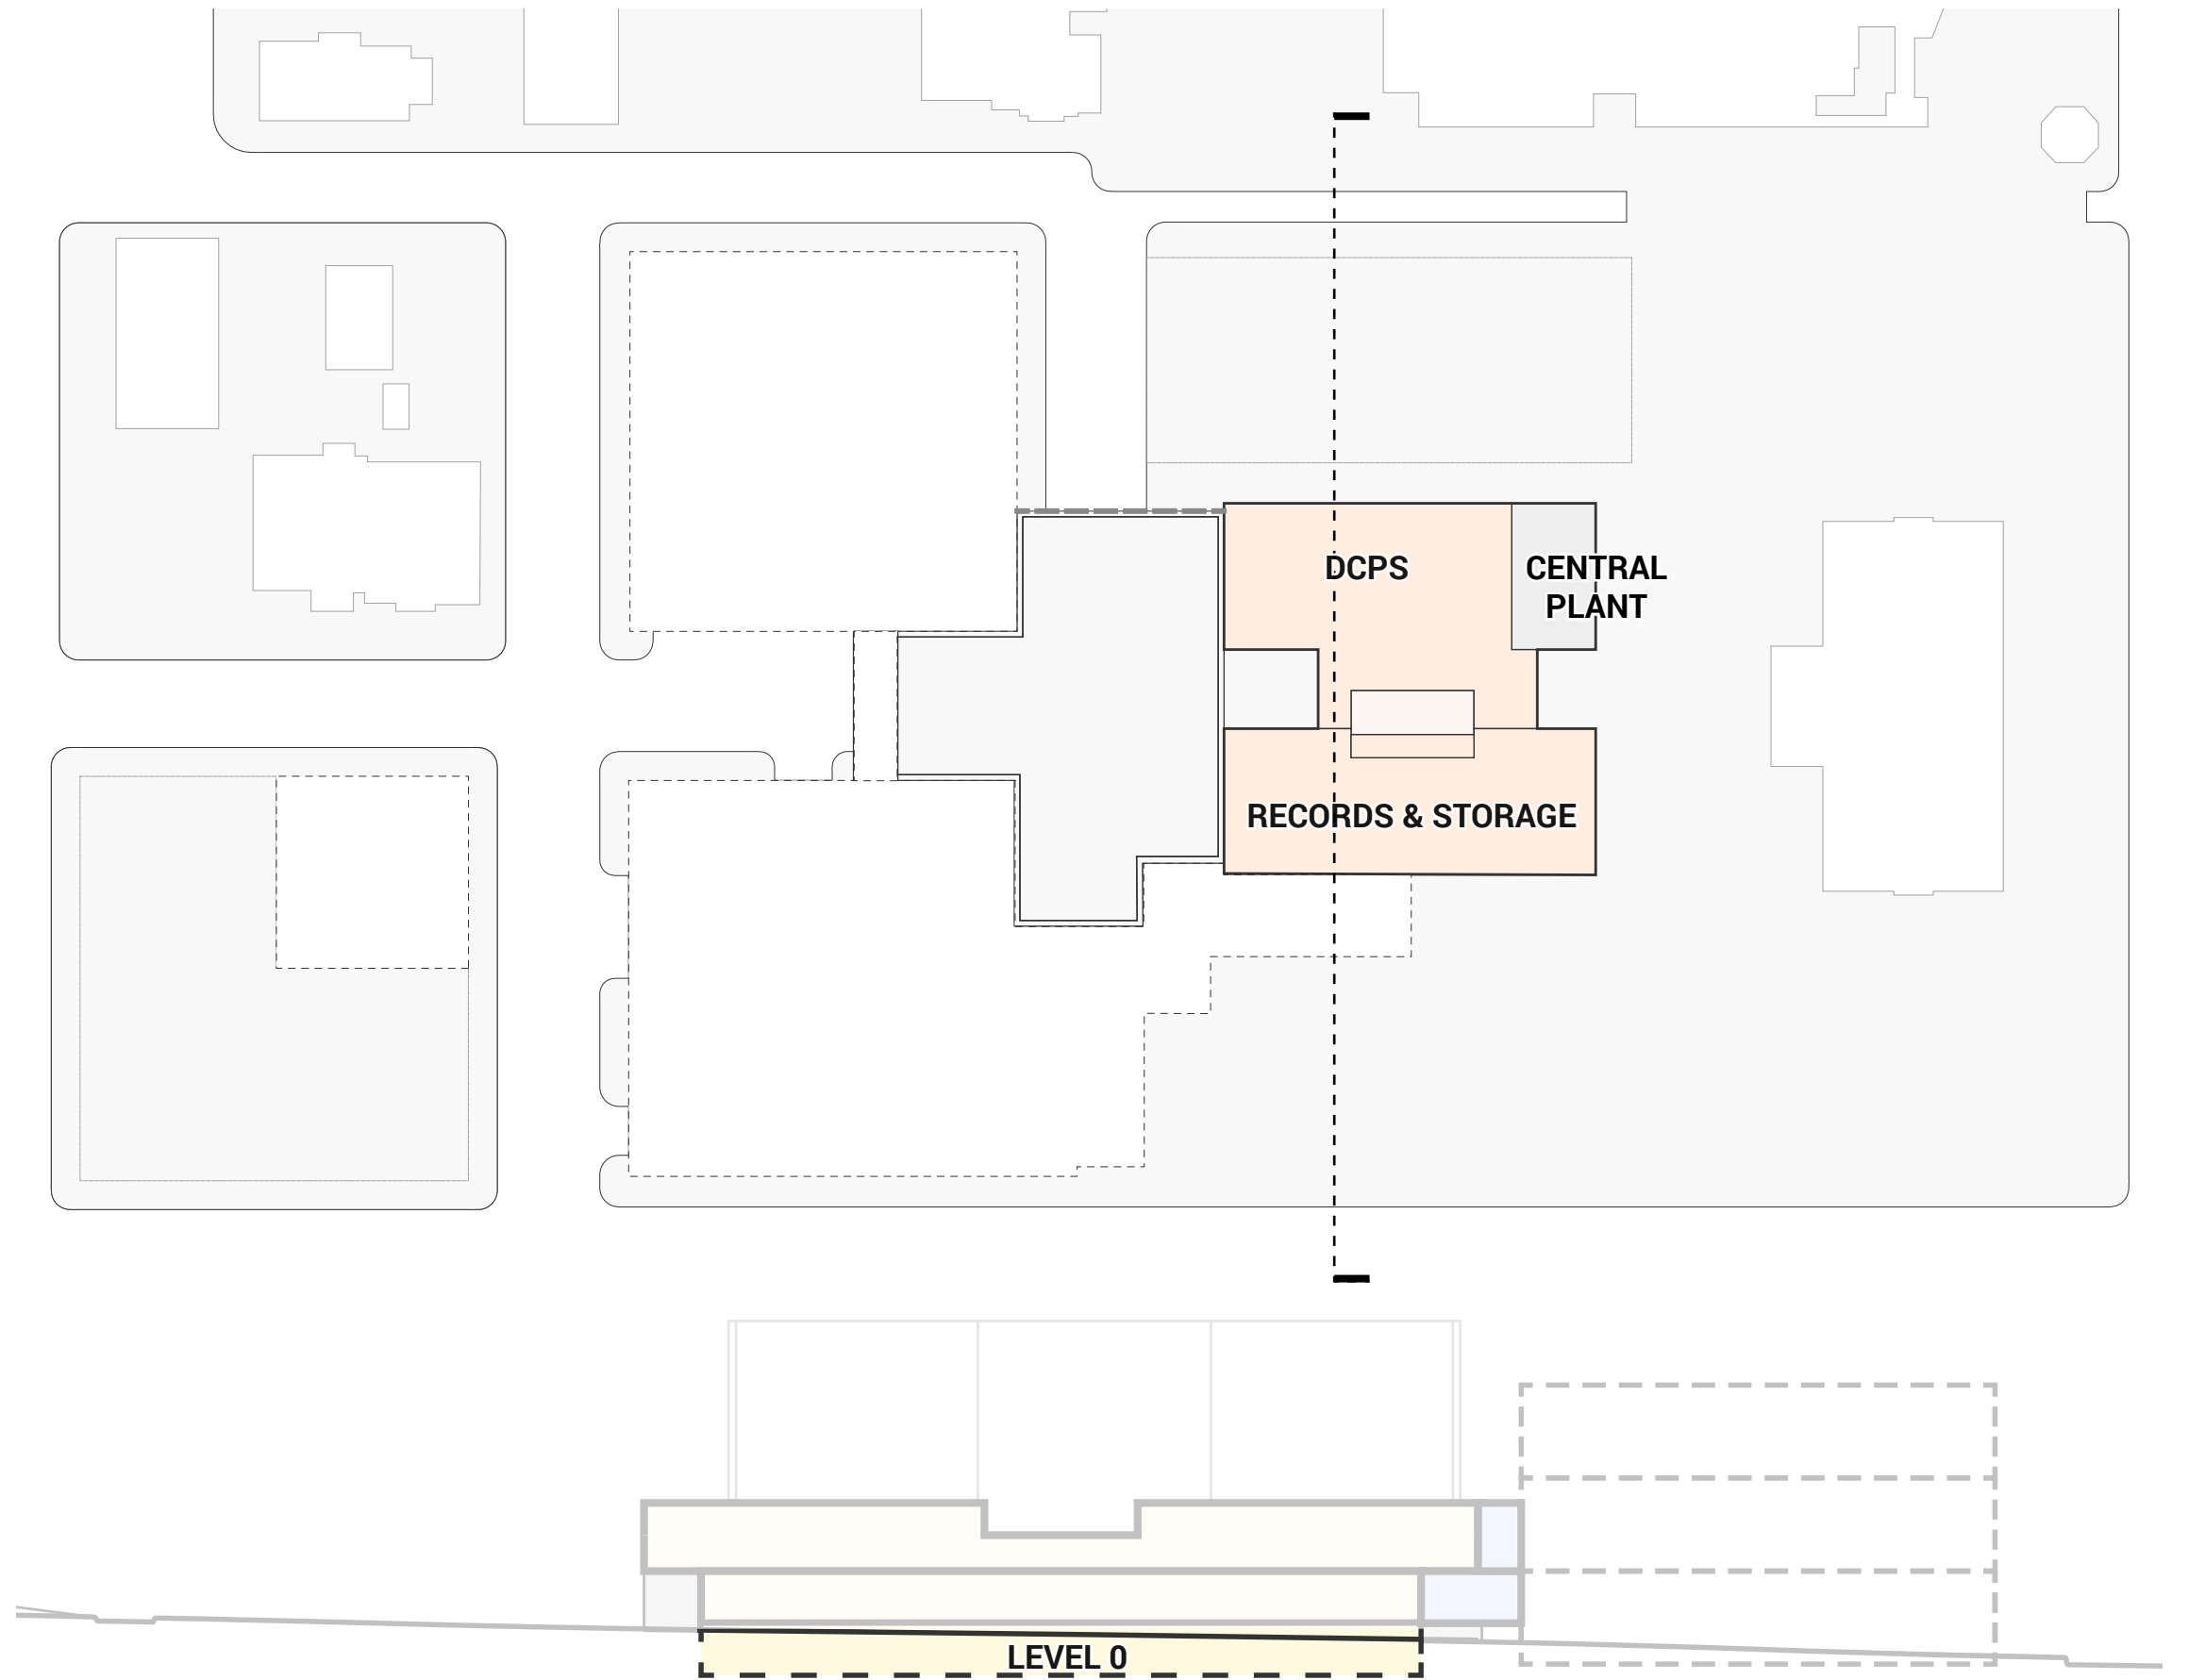 DCPS
CENTRAL
PLANT
RECORDS & STORAGE
LEVEL 0